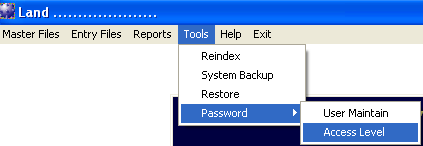 Land .....................
Master Files Entry Files Reports Tools Help Exit
Reindex
System Backup
Restore
Password
User Maintain
Access Level